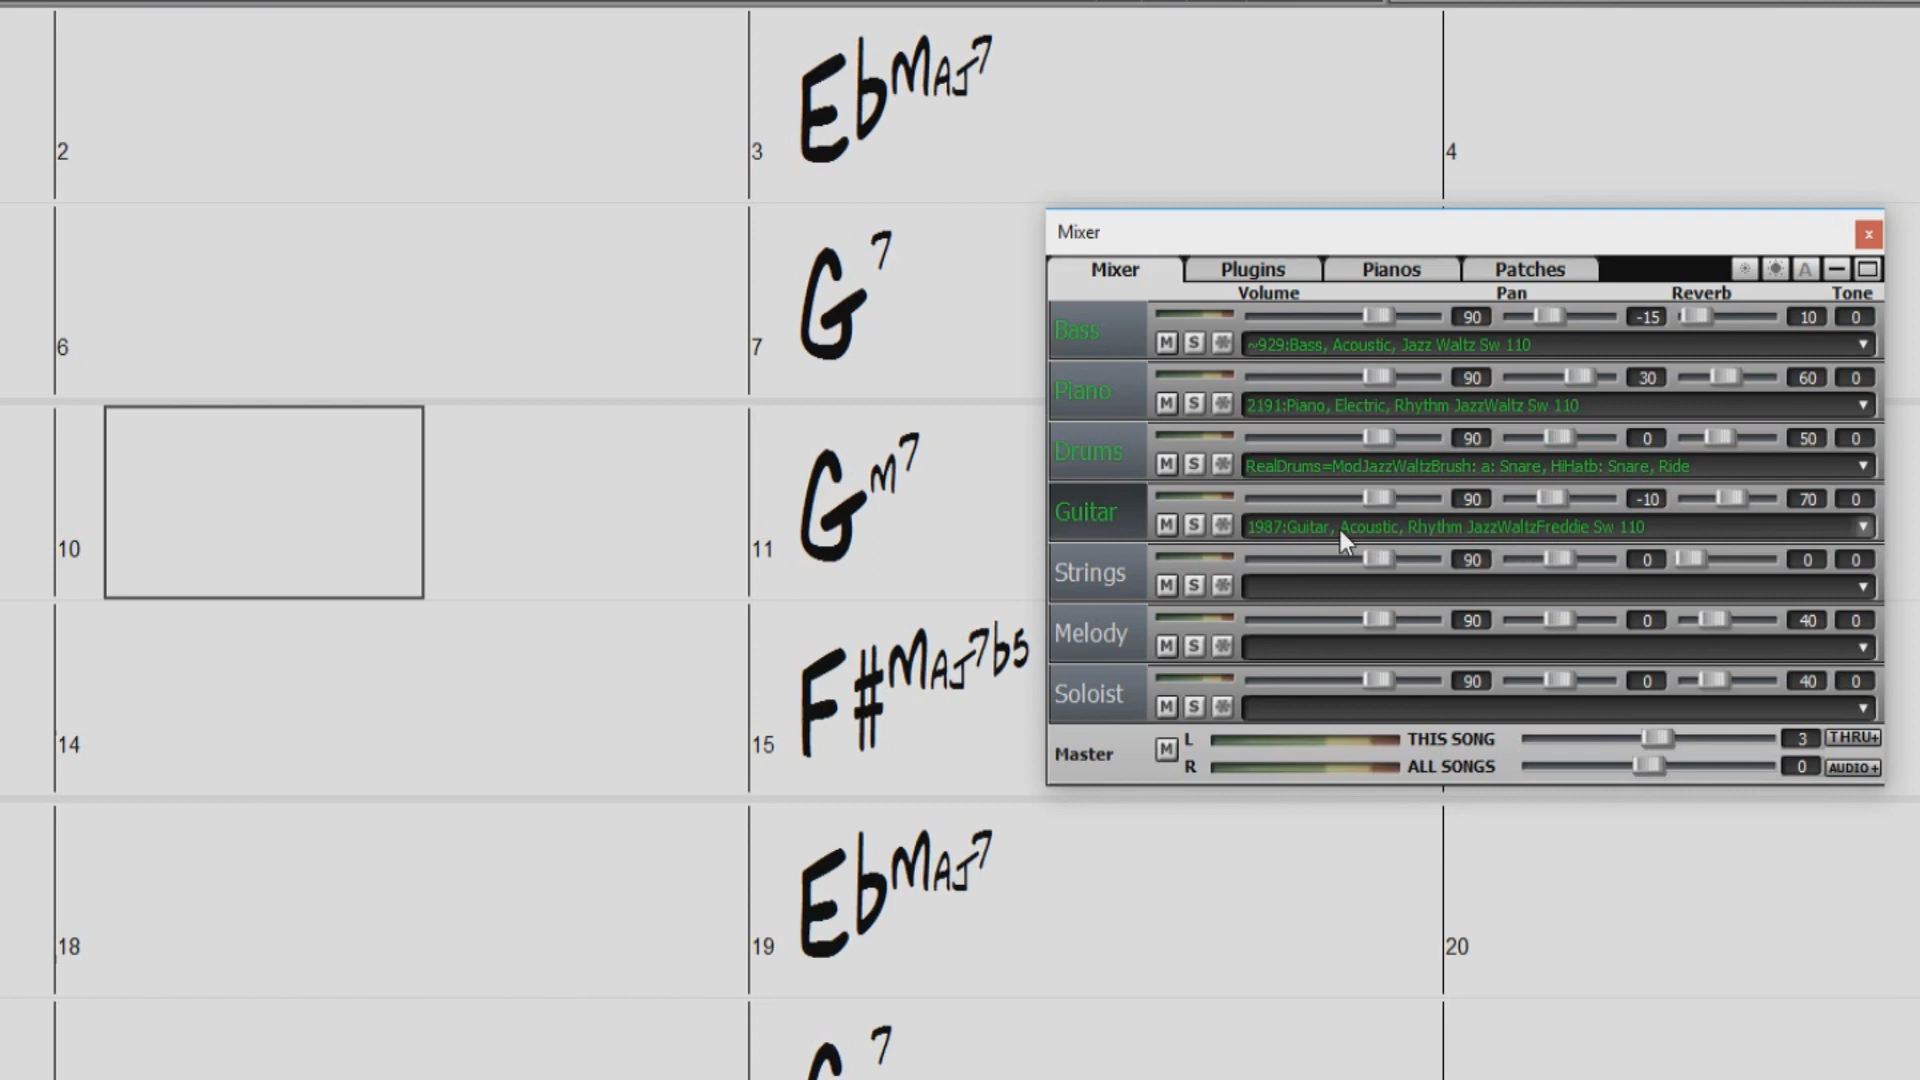 2
3
EbMAJ7
4
6
7
G7
10
11
Gm7
14
15
F#MAJ7b5
18
19
EbMAJ7
20
7
Mixer
Mixer Plugins Pianos Patches A
Volume Pan Reverb Tone
Bass 90 -15 10 0
M S ~929:Bass, Acoustic, Jazz Waltz Sw 110
Piano 90 30 60 0
M S 2191:Piano, Electric, Rhythm JazzWaltz Sw 110
Drums 90 0 50 0
M S RealDrums=ModJazzWaltzBrush: a: Snare, HiHatb: Snare, Ride
Guitar 90 -10 70 0
M S 1987:Guitar, Acoustic, Rhythm JazzWaltzFreddie Sw 110
Strings 90 0 0 0
M S
Melody 90 0 40 0
M S
Soloist 90 0 40 0
M S
Master M L THIS SONG 3 THRU+
R ALL SONGS 0 AUDIO+